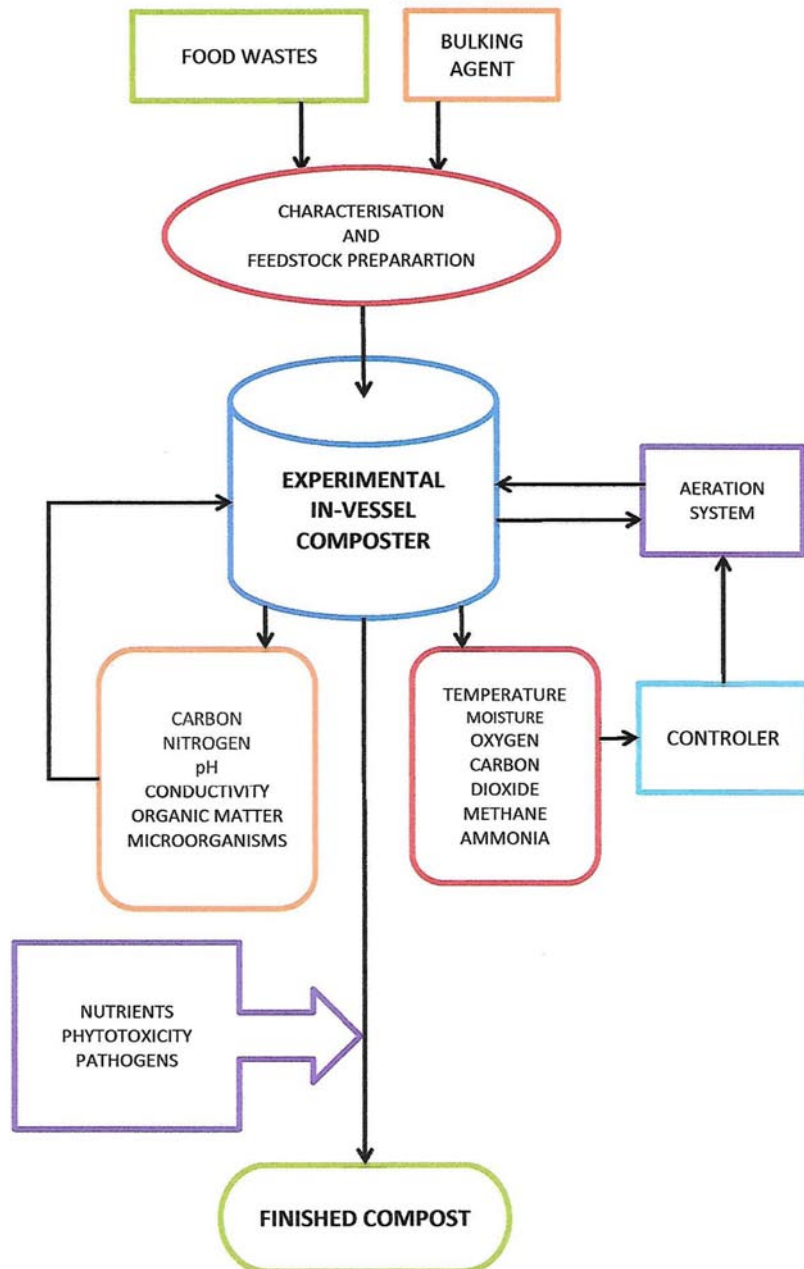 FOOD WASTES
BULKING
AGENT
CHARACTERISATION
AND
FEEDSTOCK PREPARARTION
EXPERIMENTAL
IN-VESSEL
COMPOSTER
AERATION
SYSTEM
CARBON
NITROGEN
pH
CONDUCTIVITY
ORGANIC MATTER
MICROORGANISMS
TEMPERATURE
MOISTURE
OXYGEN
CARBON
DIOXIDE
METHANE
AMMONIA
CONTROLER
NUTRIENTS
PHYTOTOXICITY
PATHOGENS
FINISHED COMPOST